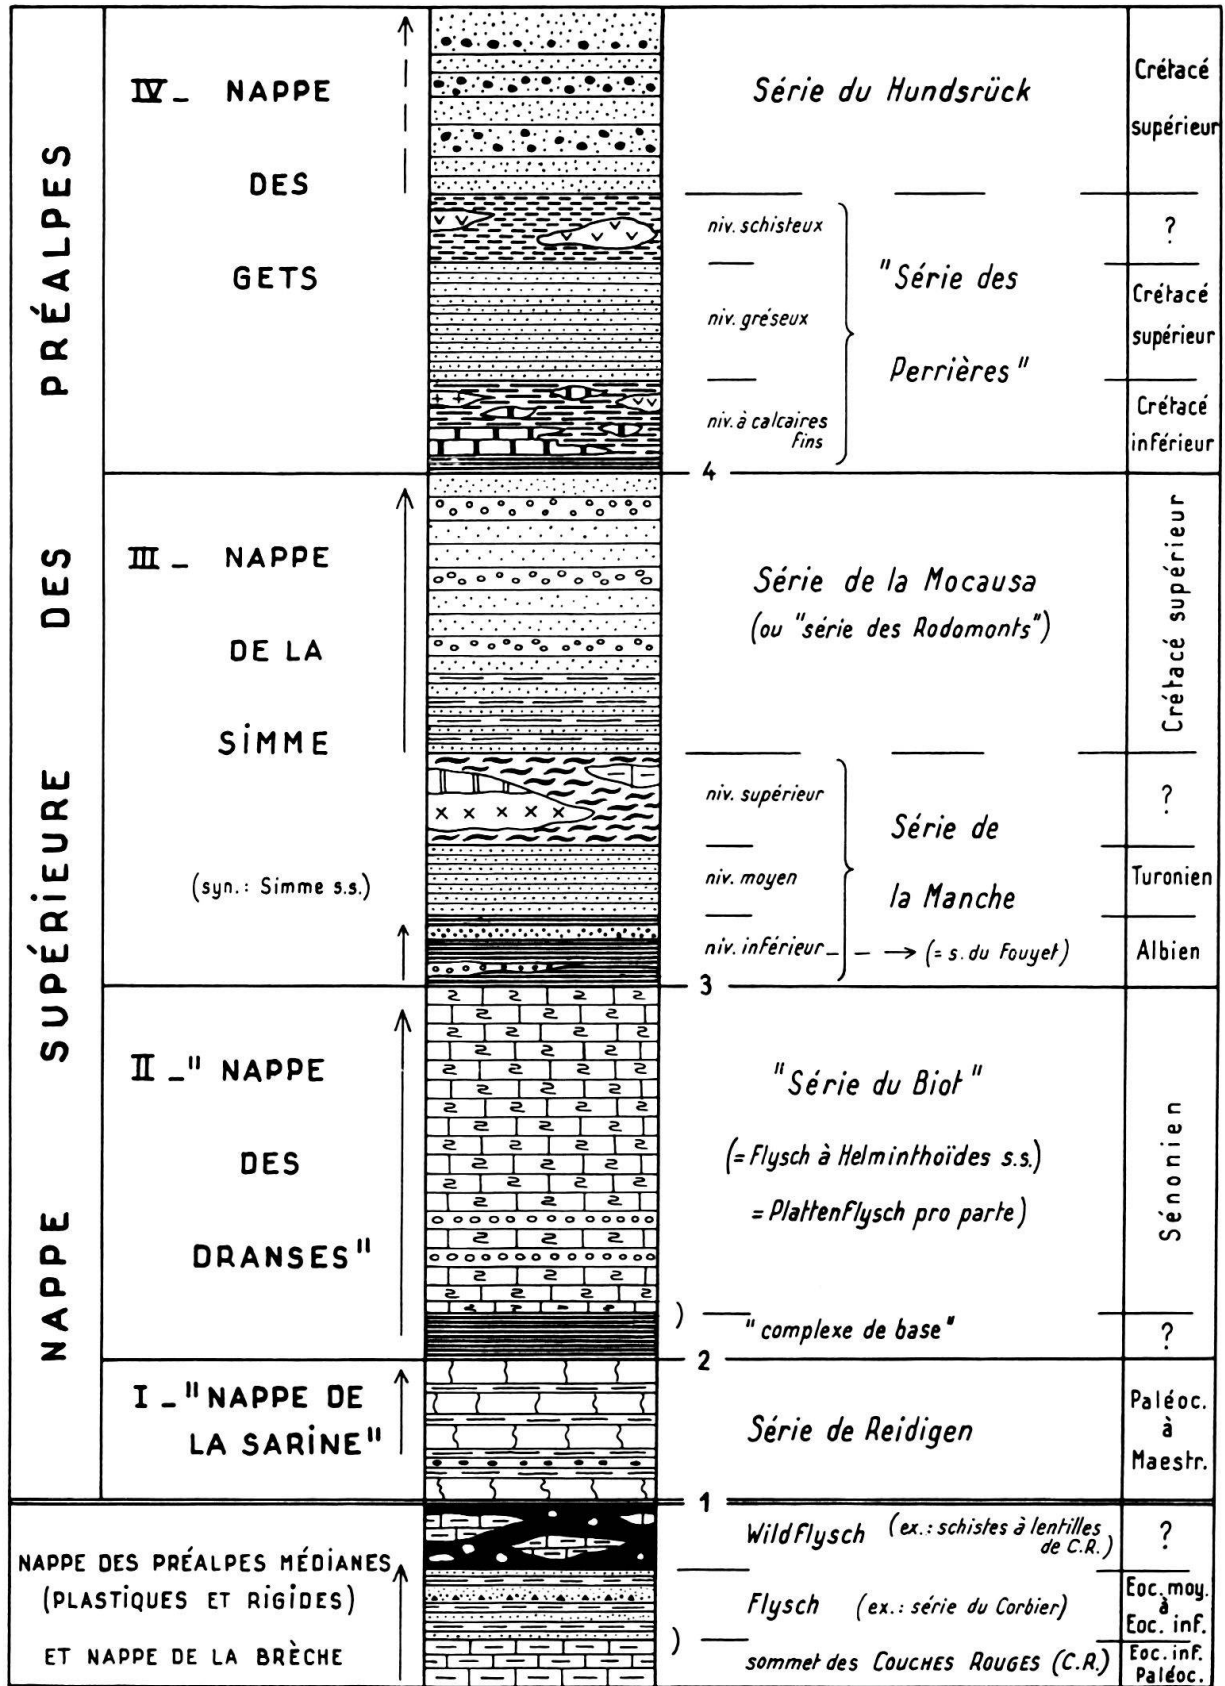 NAPPE SUPÉRIEURE DES PRÉALPES
IV_ NAPPE
DES
GETS
Série du Hundsrück
Crétacé
supérieur
niv. schisteux
?
niv. gréseux
"Série des
Perrières"
Crétacé
supérieur
niv. à calcaires
fins
Crétacé
inférieur
4
III_ NAPPE
DE LA
SIMME
(syn.: Simme s.s.)
Série de la Mocausa
(ou "série des Rodomonts")
Crétacé supérieur
niv. supérieur
?
Série de
la Manche
niv. moyen
Turonien
niv. inférieur _ _ → (= s. du Fouyet)
Albien
3
II_" NAPPE
DES
DRANSES"
"Série du Biot"
(= Flysch à Helminthoïdes s.s.)
= Plattenflysch pro parte)
Sénonien
)
"complexe de base"
?
2
I_"NAPPE DE
LA SARINE"
Série de Reidigen
Paléoc.
à
Maestr.
1
NAPPE DES PRÉALPES MÉDIANES
(PLASTIQUES ET RIGIDES)
ET NAPPE DE LA BRÈCHE
Wildflysch (ex.: schistes à lentilles
de C.R.)
?
Flysch (ex.: série du Corbier)
Eoc. moy.
à
Eoc. inf.
)
sommet des COUCHES ROUGES (C.R.)
Eoc. inf.
Paléoc.